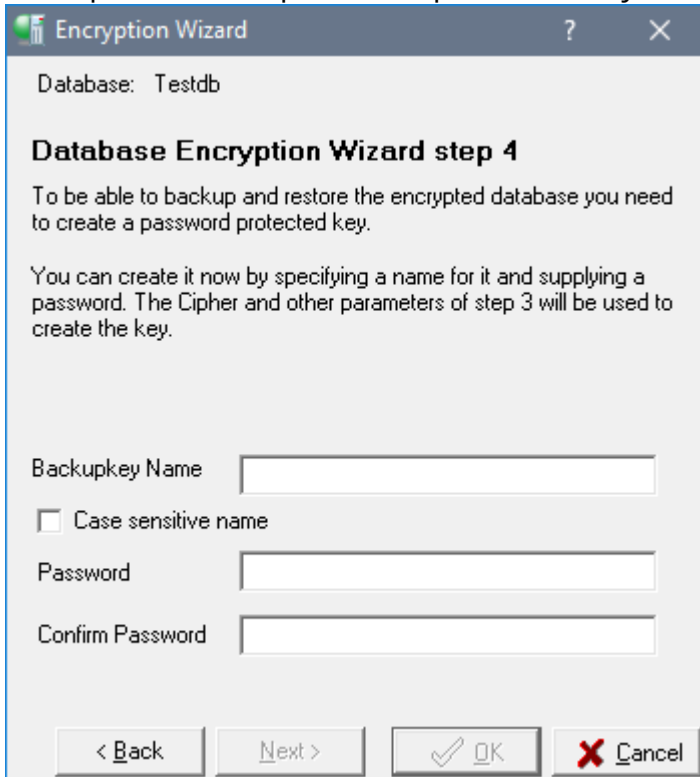 Encryption Wizard ?
Database: Testdb
Database Encryption Wizard step 4
To be able to backup and restore the encrypted database you need
to create a password protected key.
You can create it now by specifying a name for it and supplying a
password. The Cipher and other parameters of step 3 will be used to
create the key.
Backupkey Name
Case sensitive name
Password
Confirm Password
< Back Next > OK Cancel